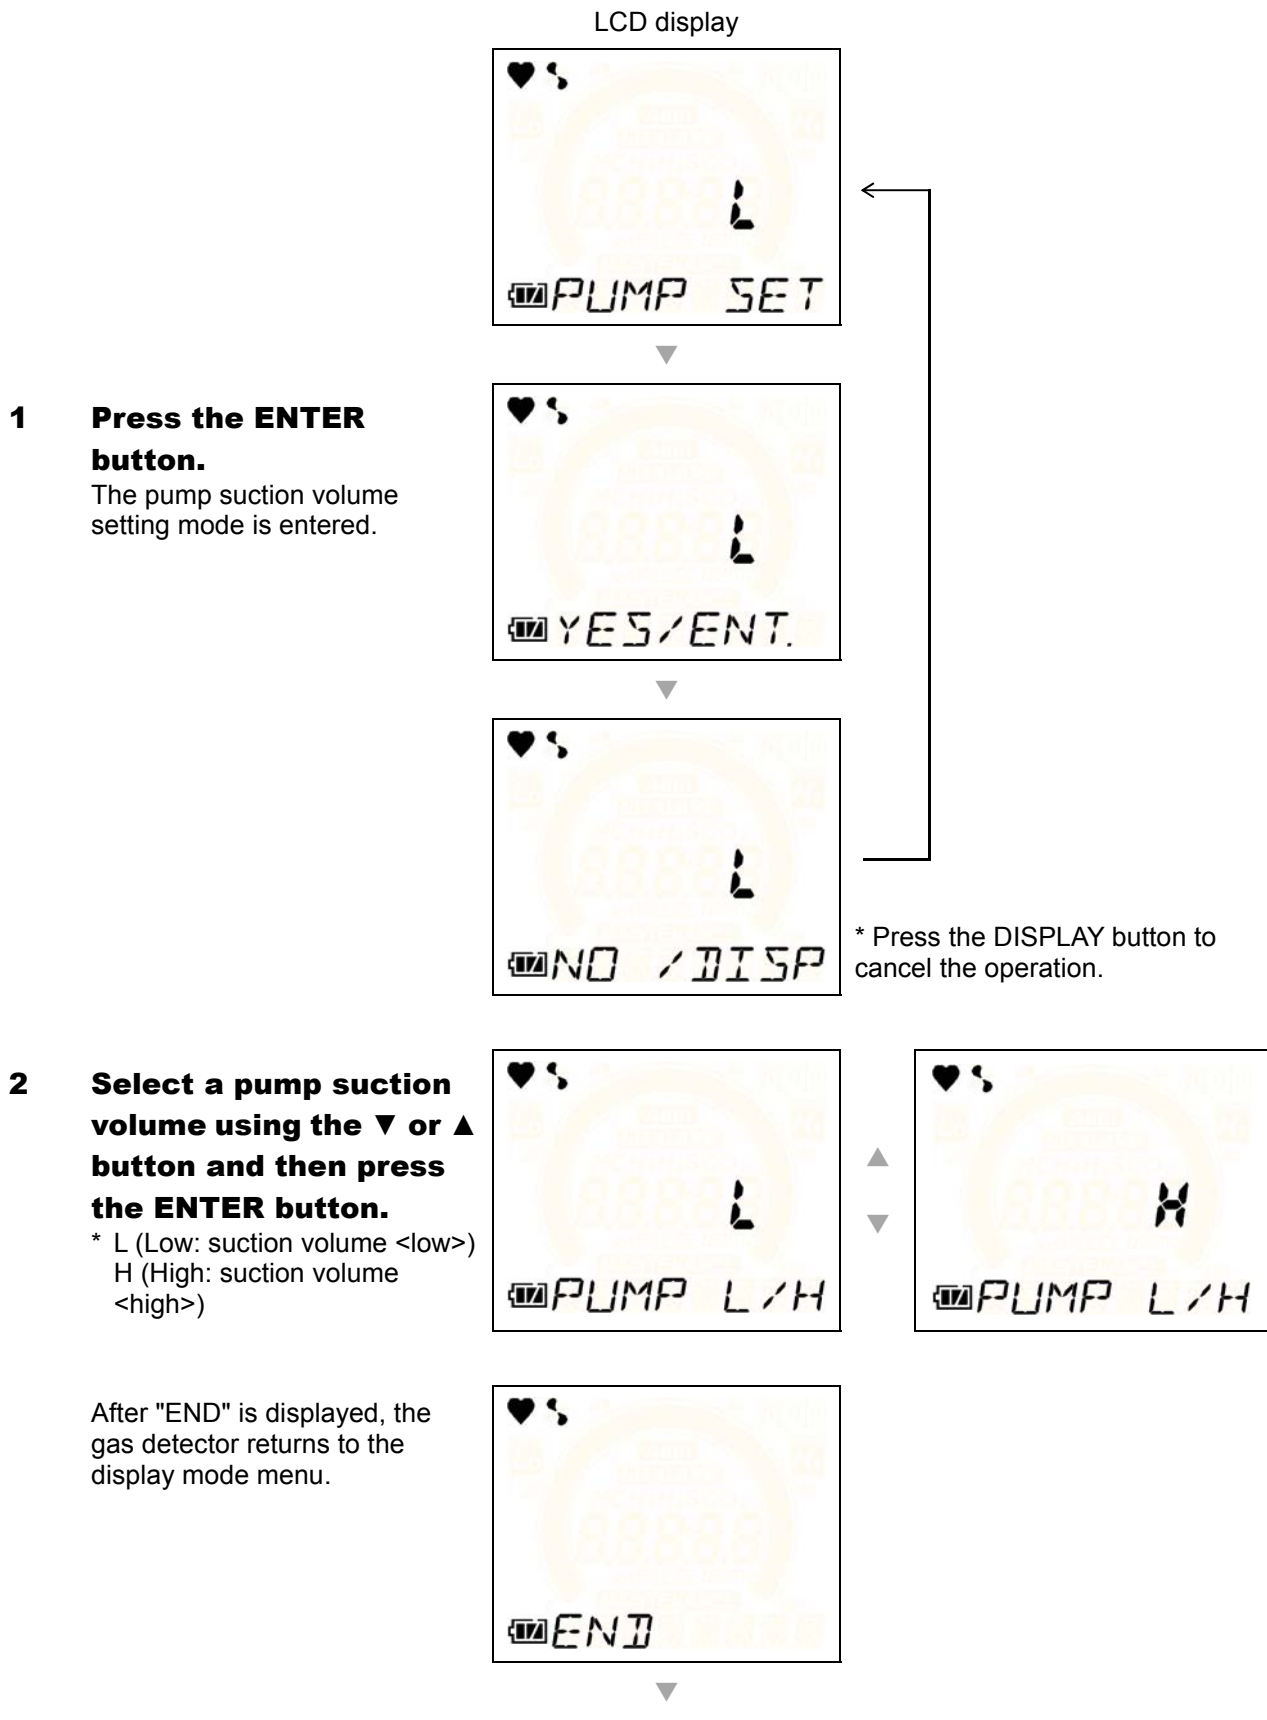 LCD display
L
PUMP SET
1 Press the ENTER
button.
The pump suction volume
setting mode is entered.
L
YES/ENT.
L
NO /DISP
* Press the DISPLAY button to
cancel the operation.
2 Select a pump suction
volume using the ▼ or ▲
button and then press
the ENTER button.
* L (Low: suction volume <low>)
H (High: suction volume
<high>)
L
PUMP L/H
H
PUMP L/H
After "END" is displayed, the
gas detector returns to the
display mode menu.
END